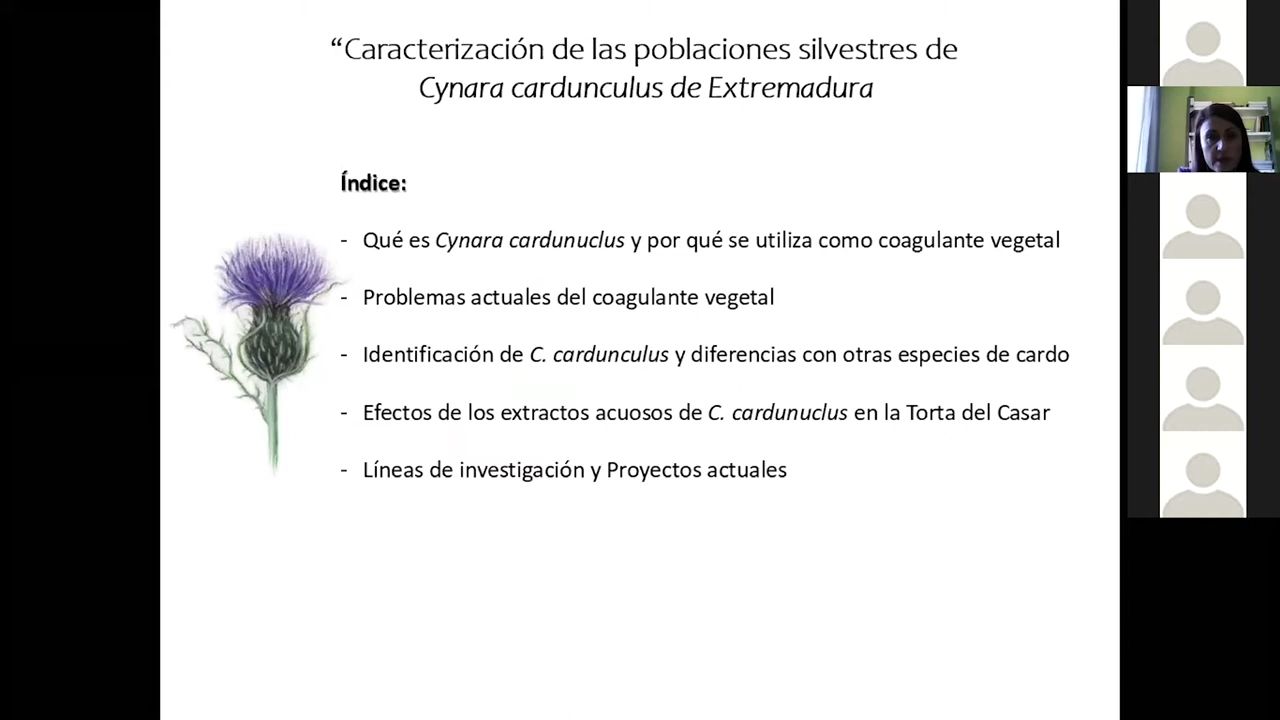 “Caracterización de las poblaciones silvestres de
Cynara cardunculus de Extremadura
Índice:
- Qué es Cynara cardunuclus y por qué se utiliza como coagulante vegetal
- Problemas actuales del coagulante vegetal
- Identificación de C. cardunculus y diferencias con otras especies de cardo
- Efectos de los extractos acuosos de C. cardunuclus en la Torta del Casar
- Líneas de investigación y Proyectos actuales